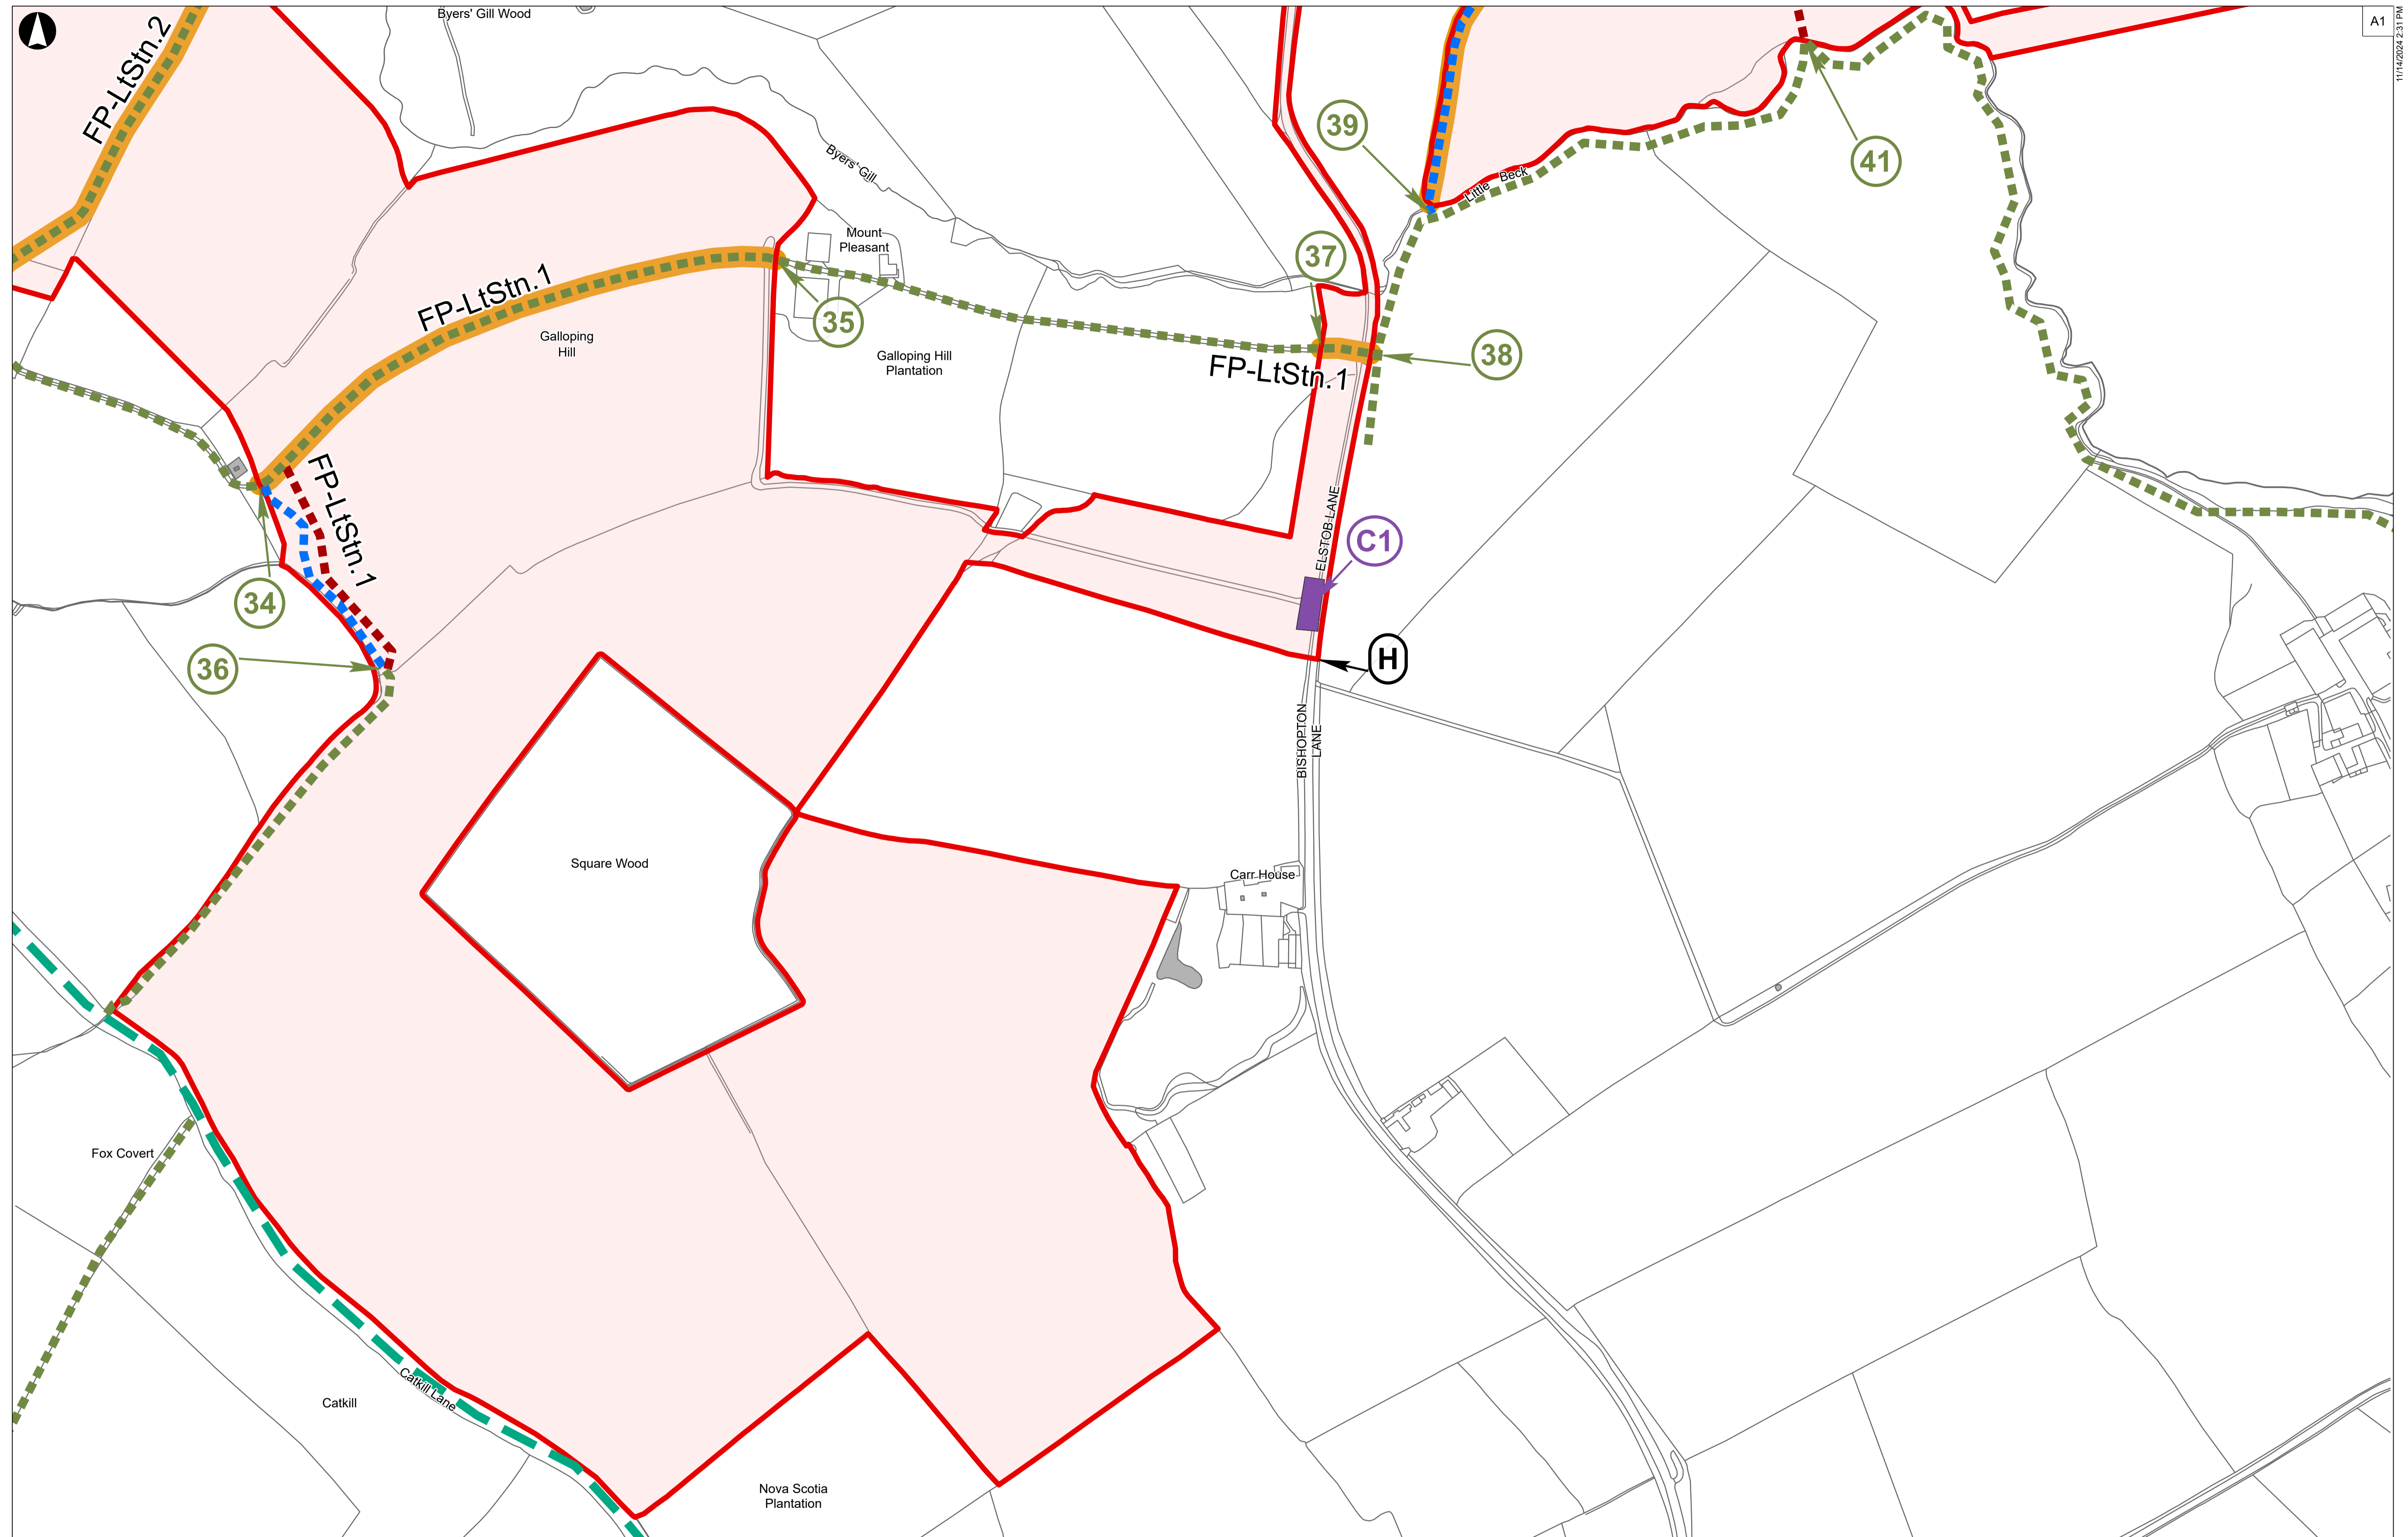 Byers' Gill Wood
A1
11/14/2024 2:31 PM
FP-LtStn.2
39
41
Byers' Gill
Little Beck
Mount
Pleasant
37
FP-LtStn.1
35
Galloping
Hill
Galloping Hill
Plantation
FP-LtStn.1
38
FP-LtStn.1
ELSTOB LANE
C1
34
36
H
BISHOPTON
LANE
Square Wood
Carr House
Fox Covert
Catkill Lane
Catkill
Nova Scotia
Plantation